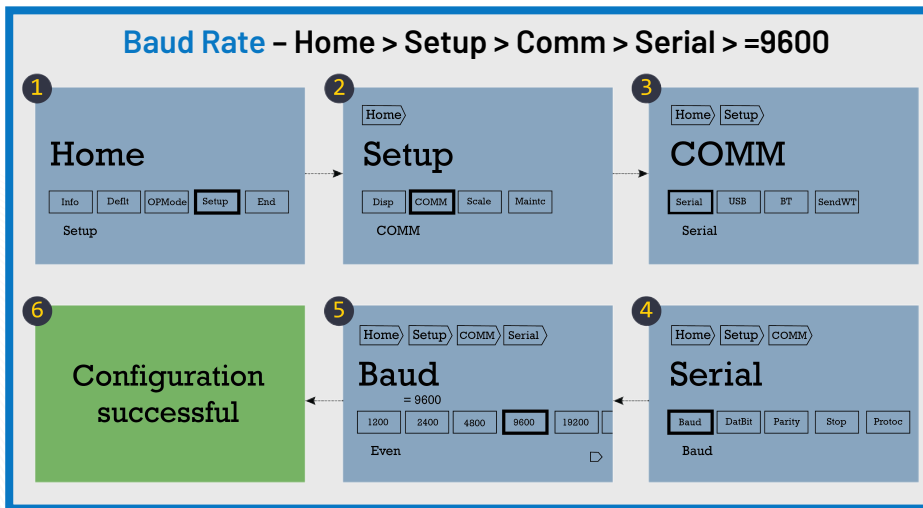 Baud Rate – Home > Setup > Comm > Serial > =9600
1
Home
Info Deflt OPMode Setup End
Setup
2
Home
Setup
Disp COMM Scale Maintc
COMM
3
Home Setup
COMM
Serial USB BT SendWT
Serial
6
Configuration
successful
5
Home Setup COMM Serial
Baud
= 9600
1200 2400 4800 9600 19200
Even
4
Home Setup COMM
Serial
Baud DatBit Parity Stop Protoc
Baud